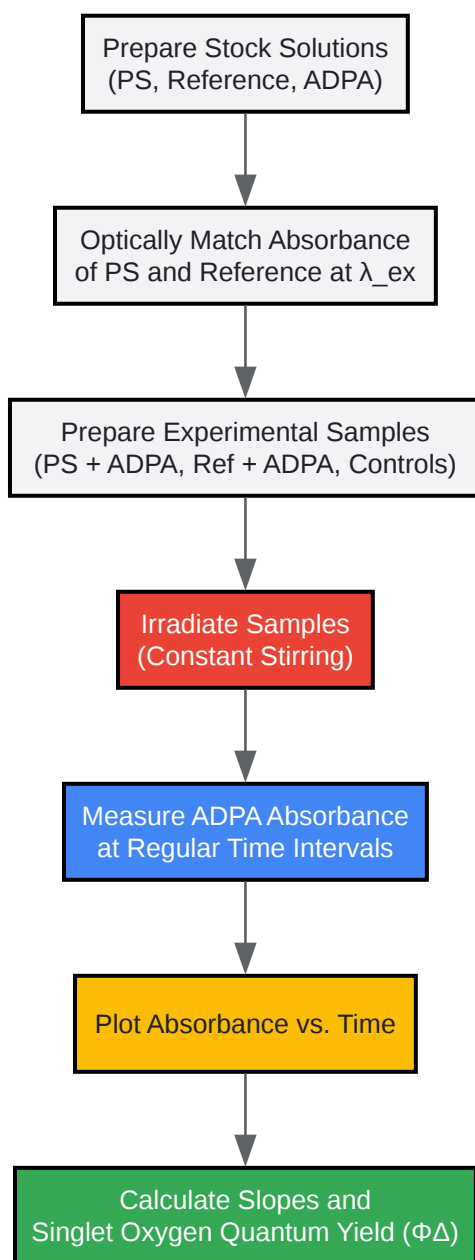 Prepare Stock Solutions
(PS, Reference, ADPA)
Optically Match Absorbance
of PS and Reference at λ_ex
Prepare Experimental Samples
(PS + ADPA, Ref + ADPA, Controls)
Irradiate Samples
(Constant Stirring)
Measure ADPA Absorbance
at Regular Time Intervals
Plot Absorbance vs. Time
Calculate Slopes and
Singlet Oxygen Quantum Yield (ΦΔ)